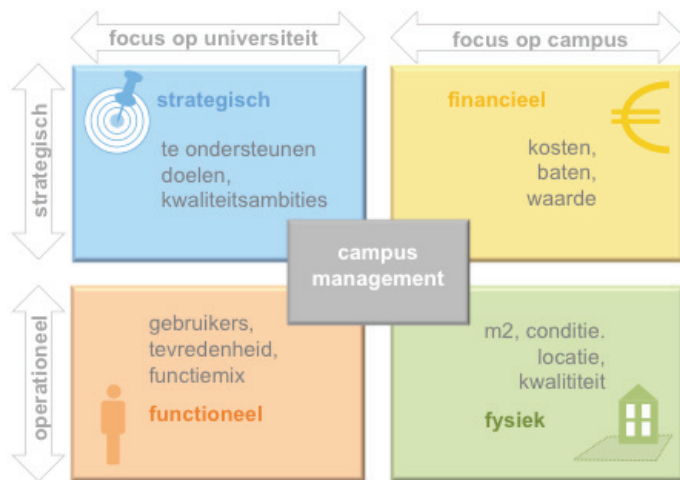 focus op universiteit
focus op campus
strategisch
strategisch
te ondersteunen
doelen,
kwaliteitsambities
financieel
kosten,
baten,
waarde
campus
management
operationeel
gebruikers,
tevredenheid,
functiemix
functioneel
m2, conditie.
locatie,
kwalititeit
fysiek